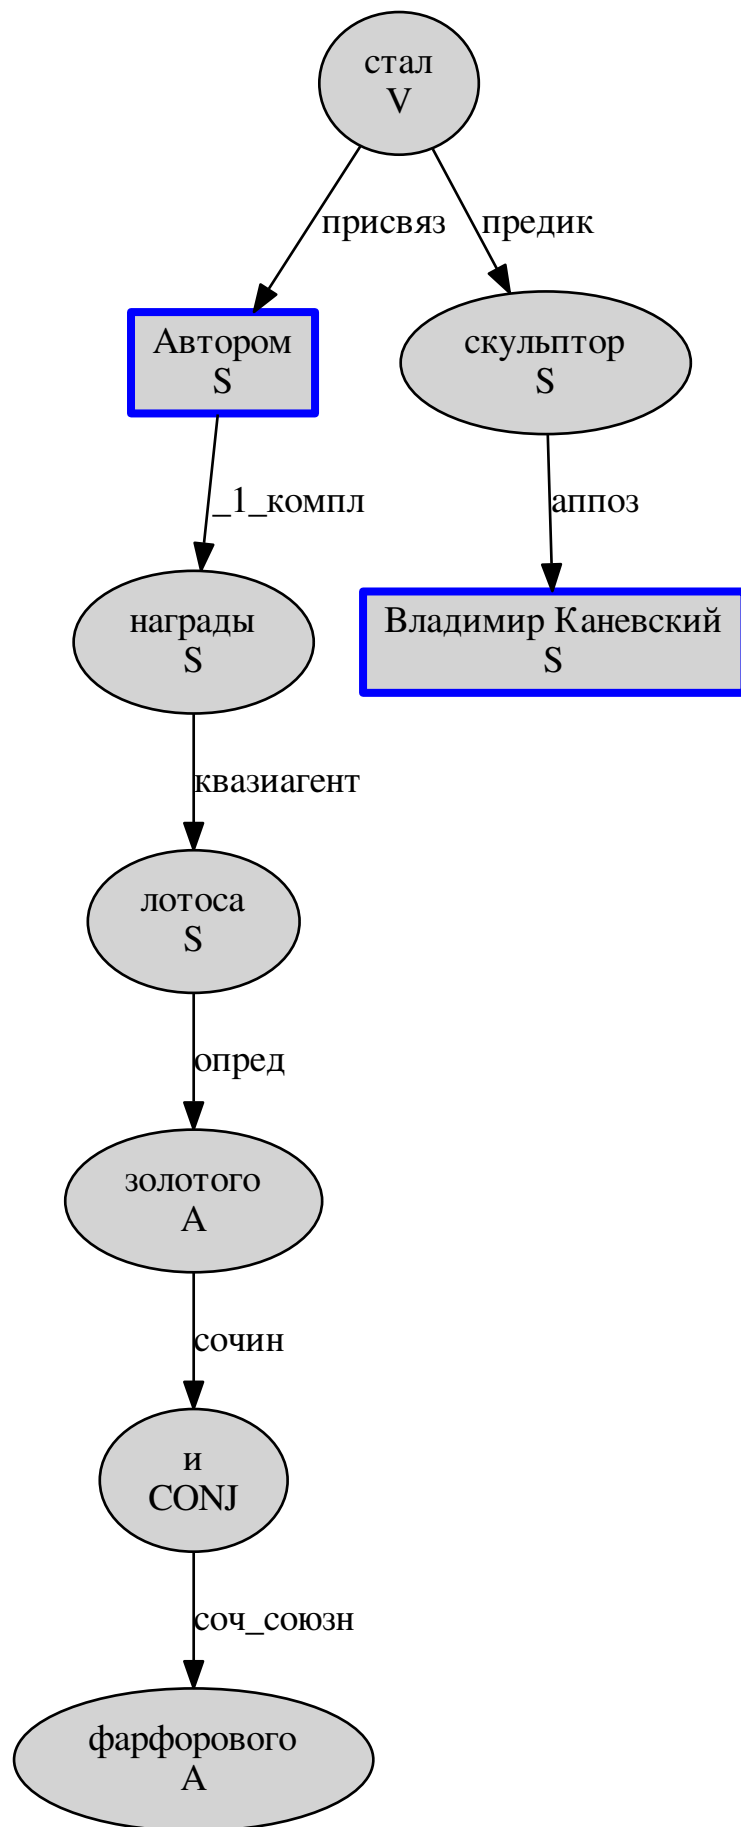 стал
V
присвяз
предик
Автором
S
скульптор
S
_1_компл
аппоз
награды
S
Владимир Каневский
S
квазиагент
лотоса
S
опред
золотого
A
сочин
и
CONJ
соч_союзн
фарфорового
A